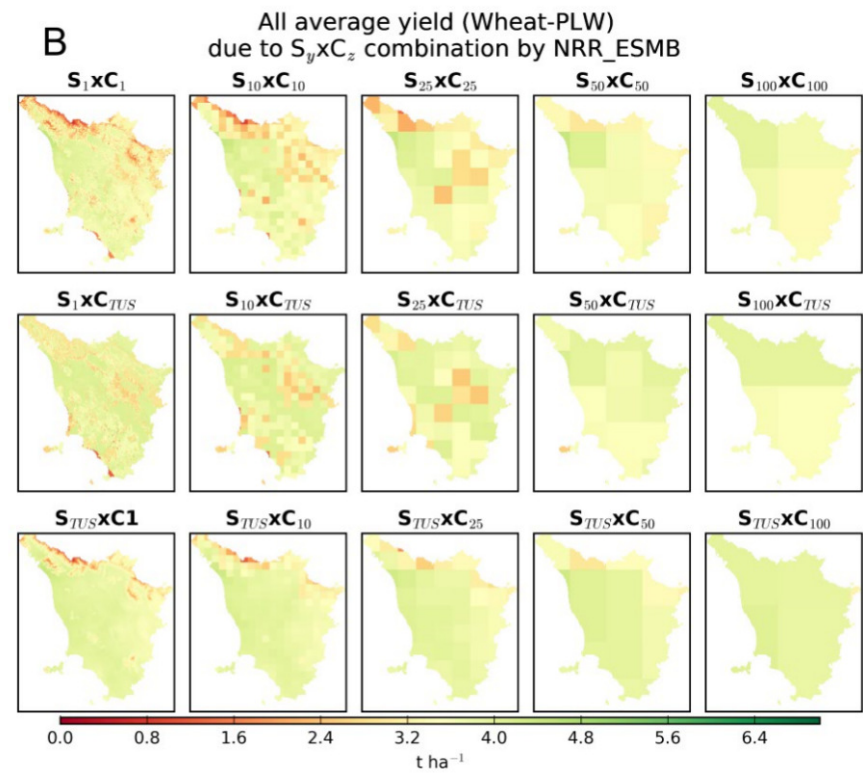 B
All average yield (Wheat-PLW)
due to SyxCz combination by NRR_ESMB
S1xC1 S10xC10 S25xC25 S50xC50 S100xC100
S1xCTUS S10xCTUS S25xCTUS S50xCTUS S100xCTUS
STUSxC1 STUSxC10 STUSxC25 STUSxC50 STUSxC100
0.0 0.8 1.6 2.4 3.2 4.0 4.8 5.6 6.4
t ha⁻¹